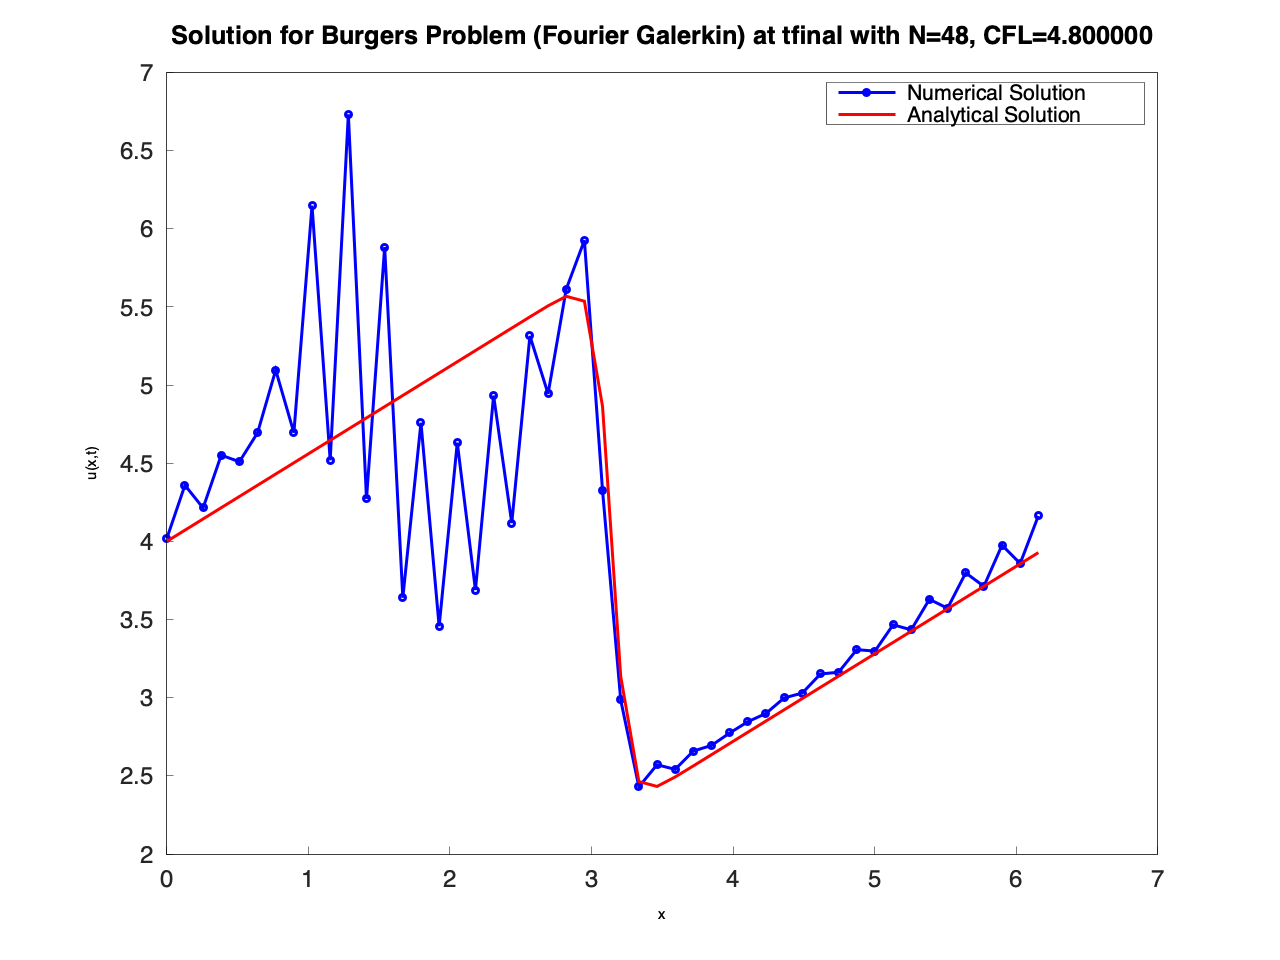 Solution for Burgers Problem (Fourier Galerkin) at tfinal with N=48, CFL=4.800000
7
Numerical Solution
Analytical Solution
6.5
6
5.5
5
4.5
u(x,t)
4
3.5
3
2.5
2
0 1 2 3 4 5 6 7
x